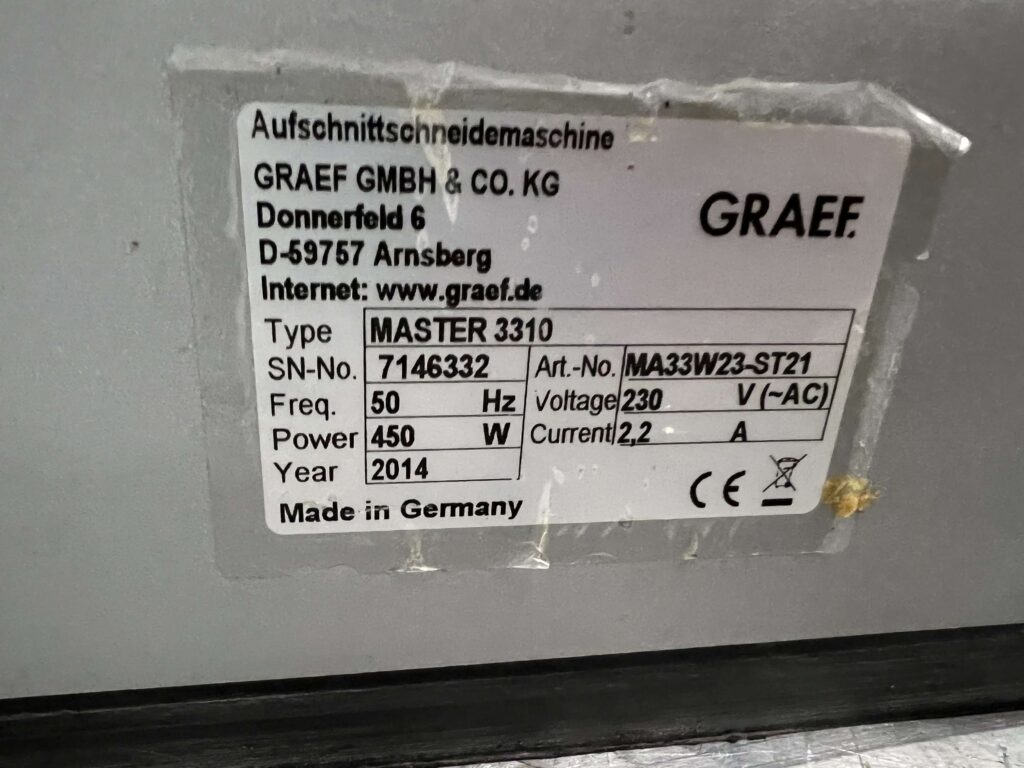 Aufschnittschneidemaschine
GRAEF GMBH & CO. KG
Donnerfeld 6
D-59757 Arnsberg
Internet: www.graef.de
GRAEF.
Type MASTER 3310
SN-No. 7146332 Art.-No. MA33W23-ST21
Freq. 50 Hz Voltage 230 V (~AC)
Power 450 W Current 2,2 A
Year 2014
Made in Germany
CE